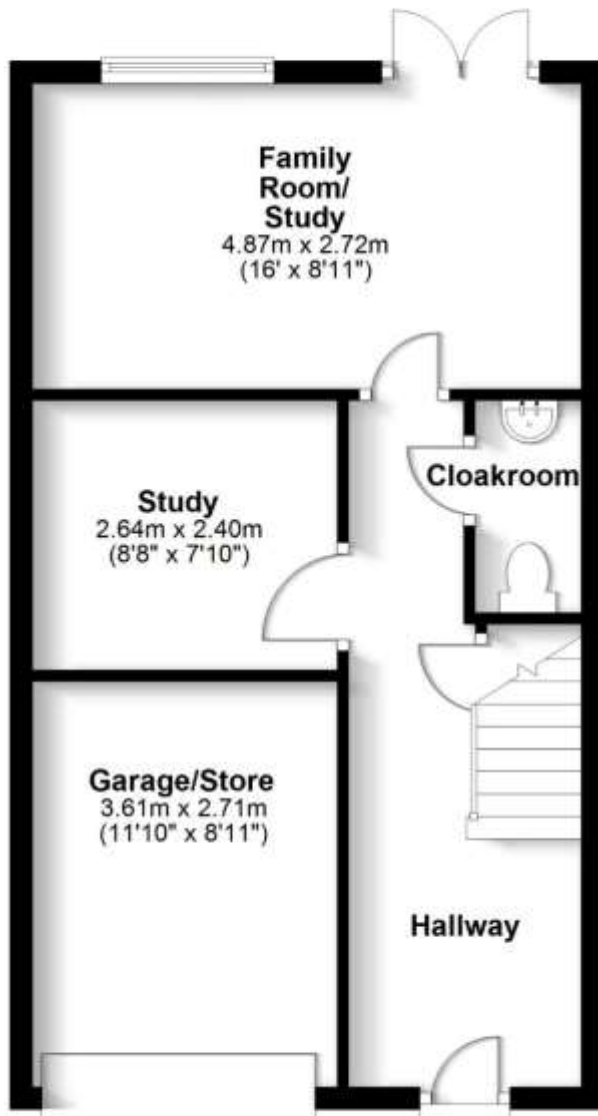 Family
Room/
Study
4.87m x 2.72m
(16' x 8'11")
Cloakroom
Study
2.64m x 2.40m
(8'8" x 7'10")
Garage/Store
3.61m x 2.71m
(11'10" x 8'11")
Hallway